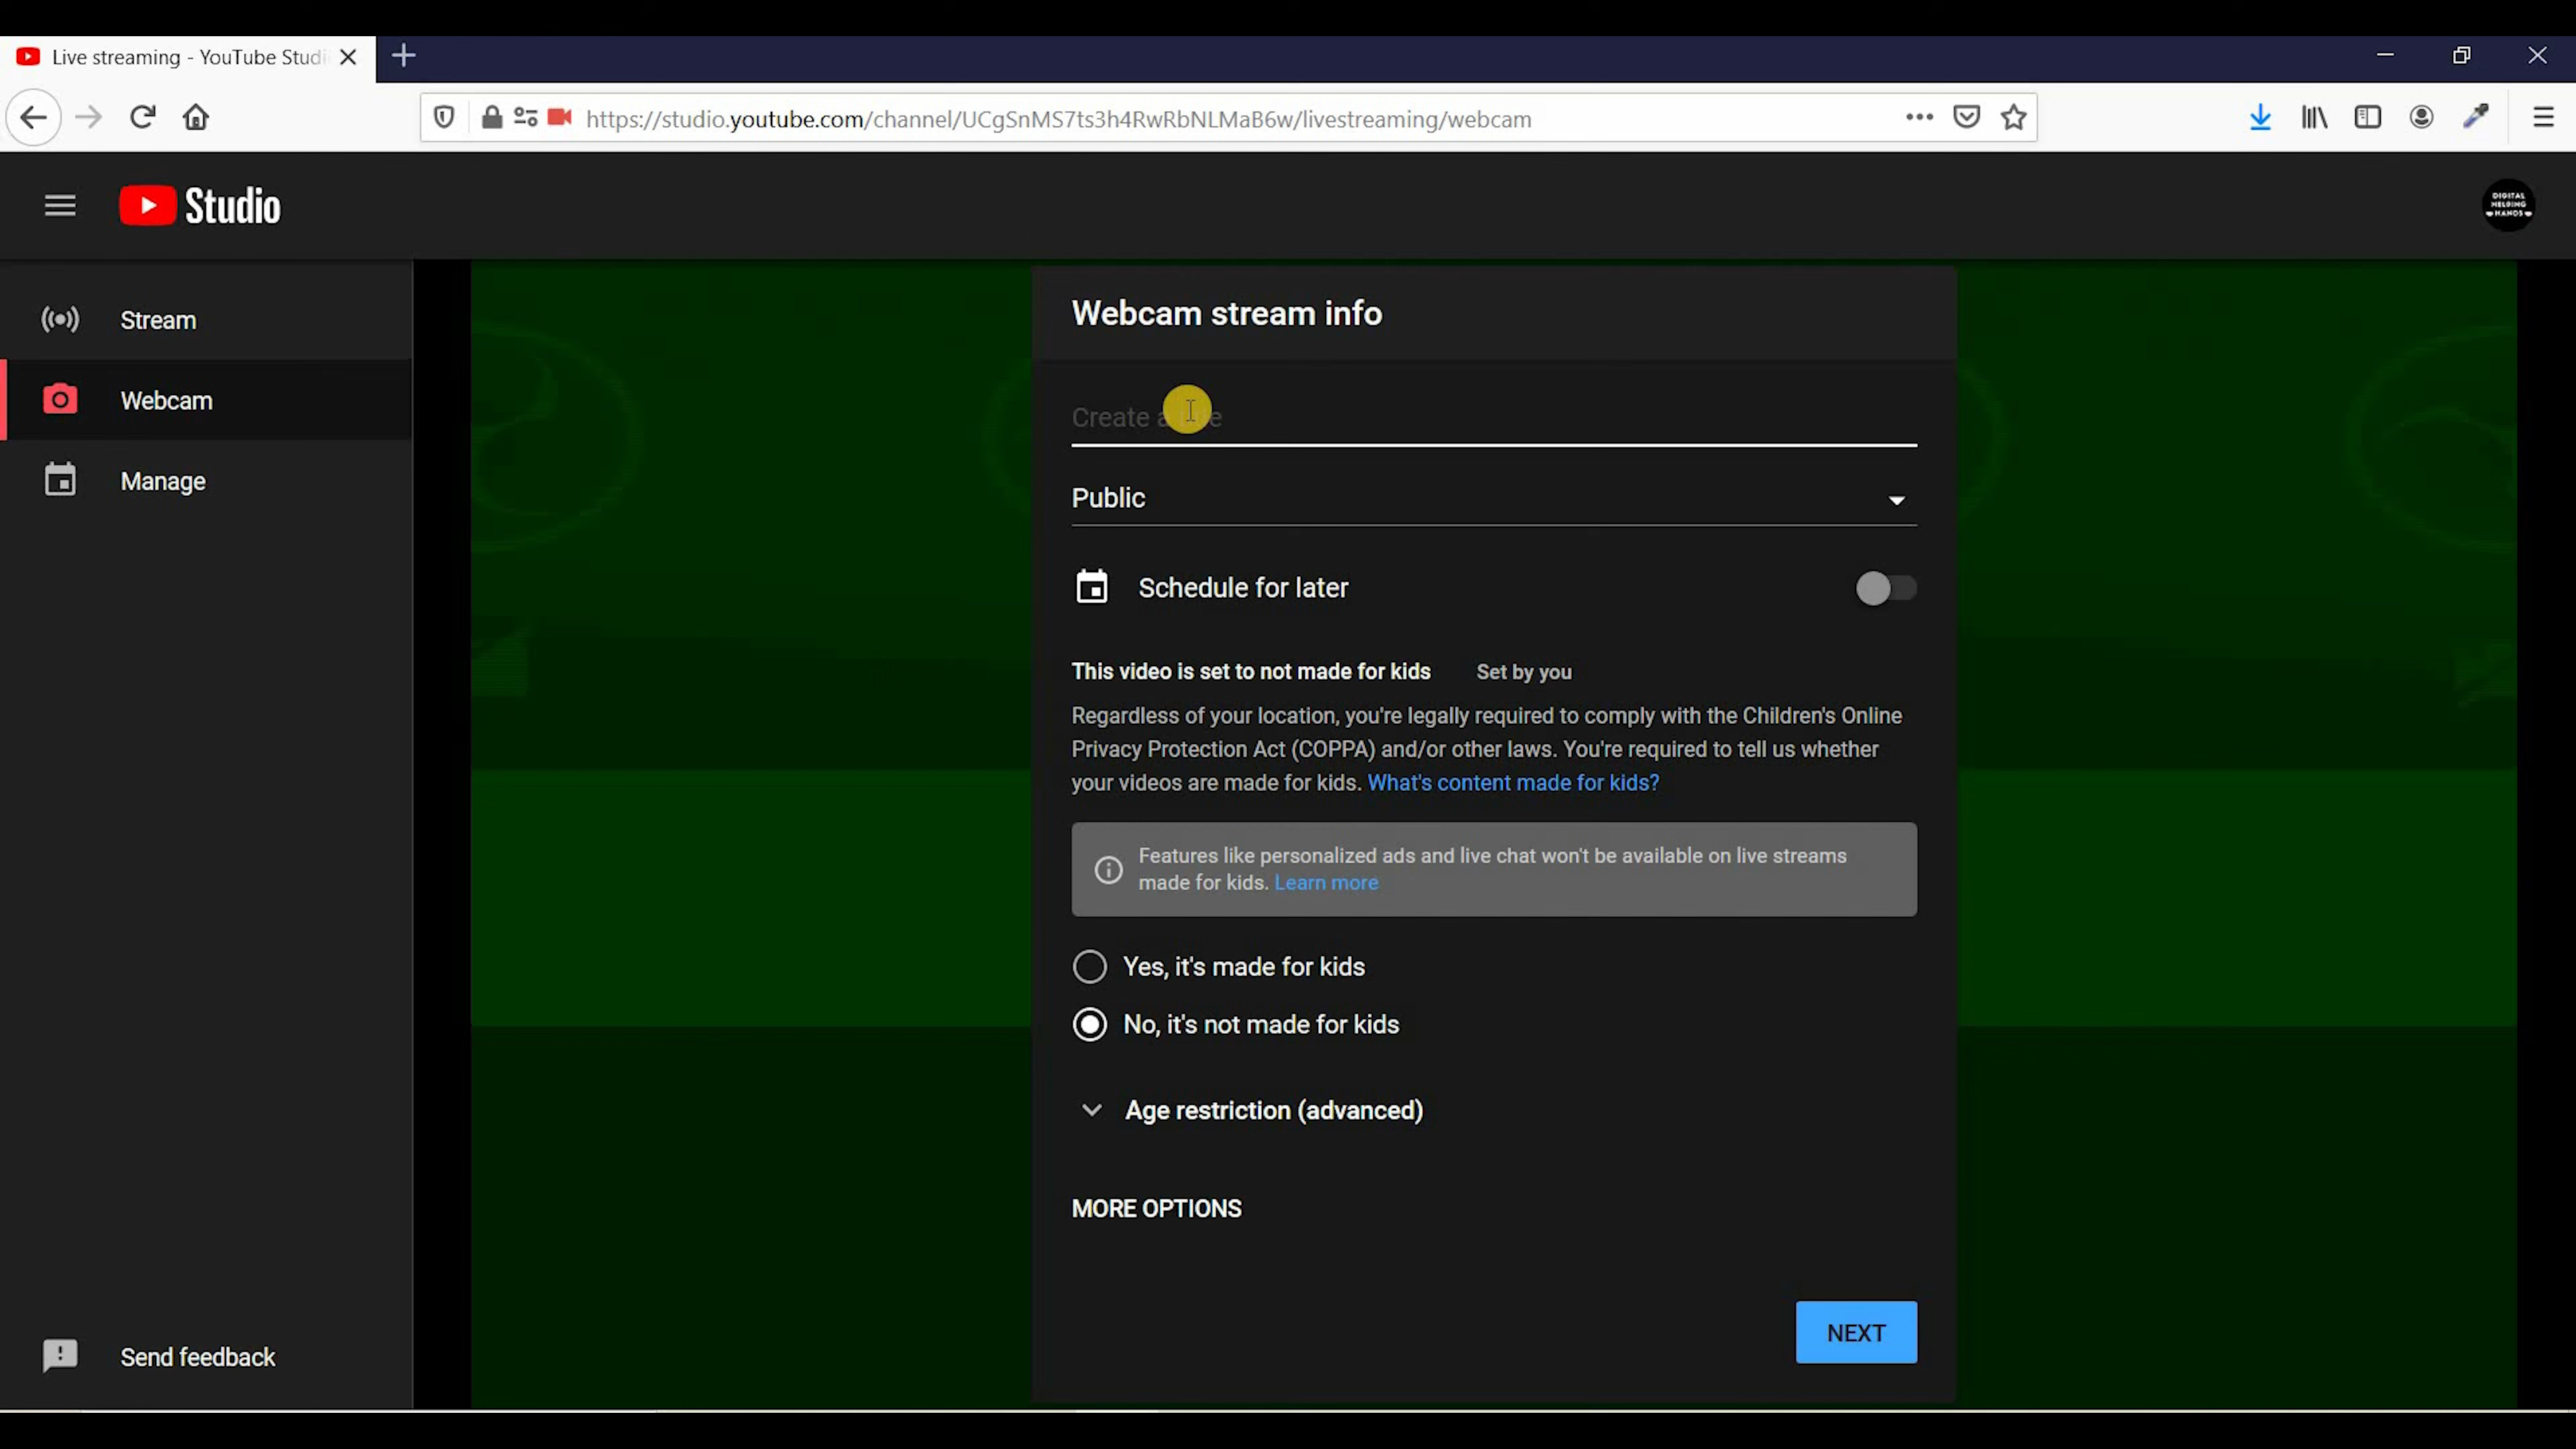 Live streaming - YouTube Studi
https://studio.youtube.com/channel/UCgSnMS7ts3h4RwRbNLMaB6w/livestreaming/webcam
Studio
DIGITAL
HELPING
HANDS
Stream
Webcam
Manage
Send feedback
Webcam stream info
Create a
Public
Schedule for later
This video is set to not made for kids Set by you
Regardless of your location, you're legally required to comply with the Children's Online
Privacy Protection Act (COPPA) and/or other laws. You're required to tell us whether
your videos are made for kids. What's content made for kids?
Features like personalized ads and live chat won't be available on live streams
made for kids. Learn more
Yes, it's made for kids
No, it's not made for kids
Age restriction (advanced)
MORE OPTIONS
NEXT